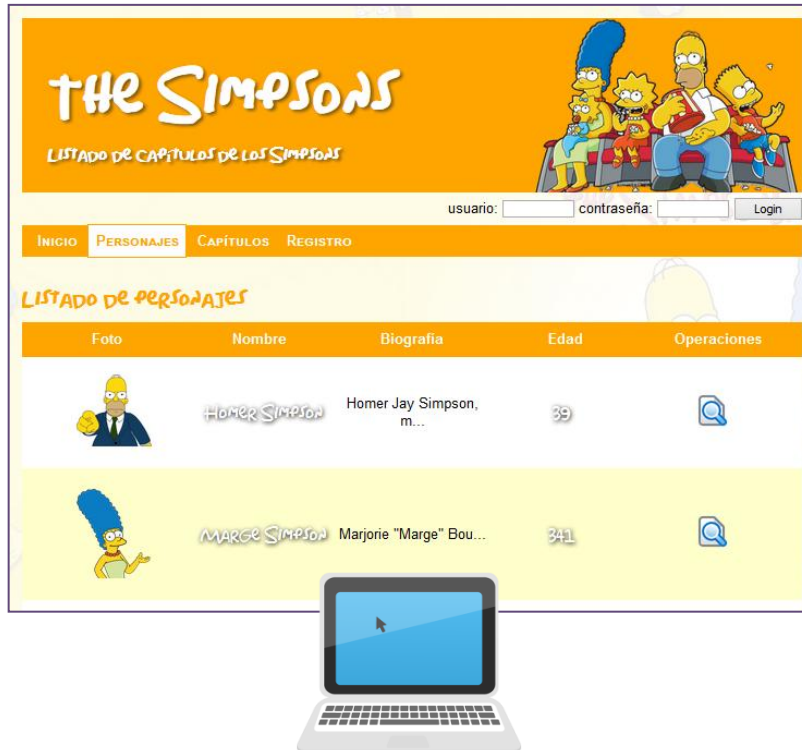 The Simpsons
Listado de capítulos de los Simpsons
usuario: contraseña: Login
Inicio Personajes Capítulos Registro
Listado de personajes
Foto Nombre Biografia Edad Operaciones
Homer Simpson Homer Jay Simpson, m... 39
Marge Simpson Marjorie "Marge" Bou... 341